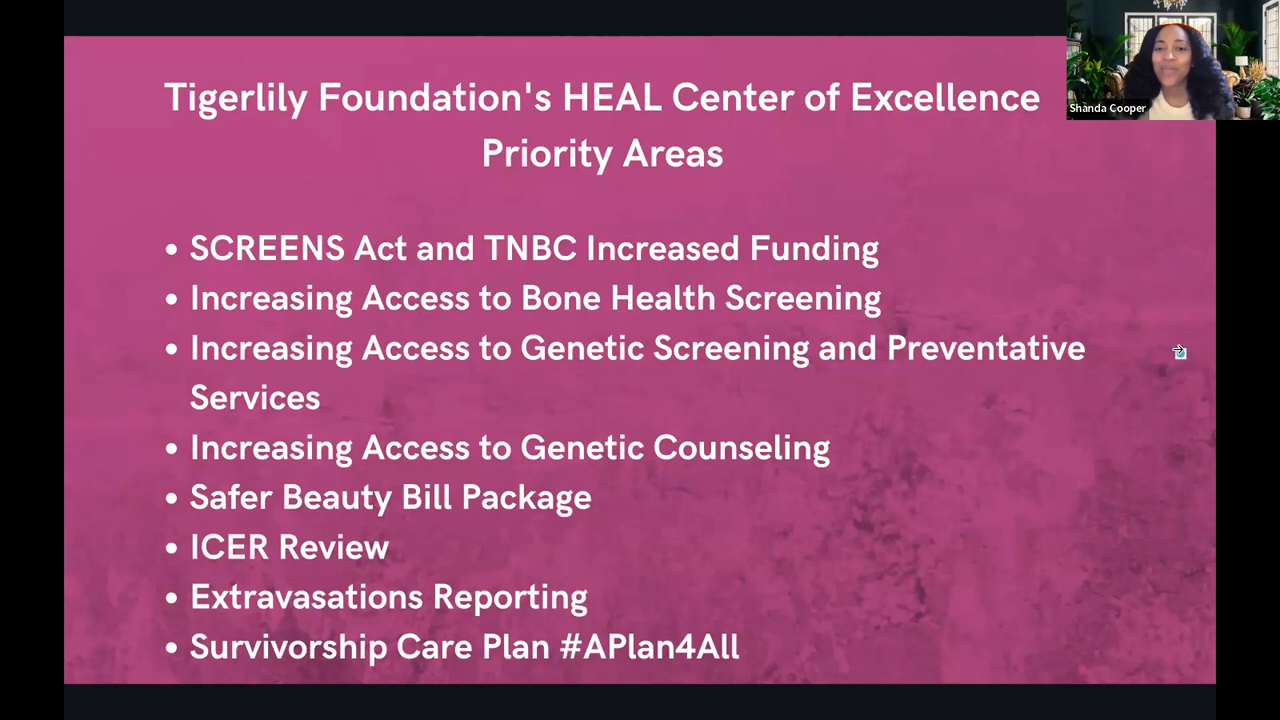 Tigerlily Foundation's HEAL Center of Excellence
Priority Areas
Shanda Cooper
• SCREENS Act and TNBC Increased Funding
• Increasing Access to Bone Health Screening
• Increasing Access to Genetic Screening and Preventative
Services
• Increasing Access to Genetic Counseling
• Safer Beauty Bill Package
• ICER Review
• Extravasations Reporting
• Survivorship Care Plan #APlan4All